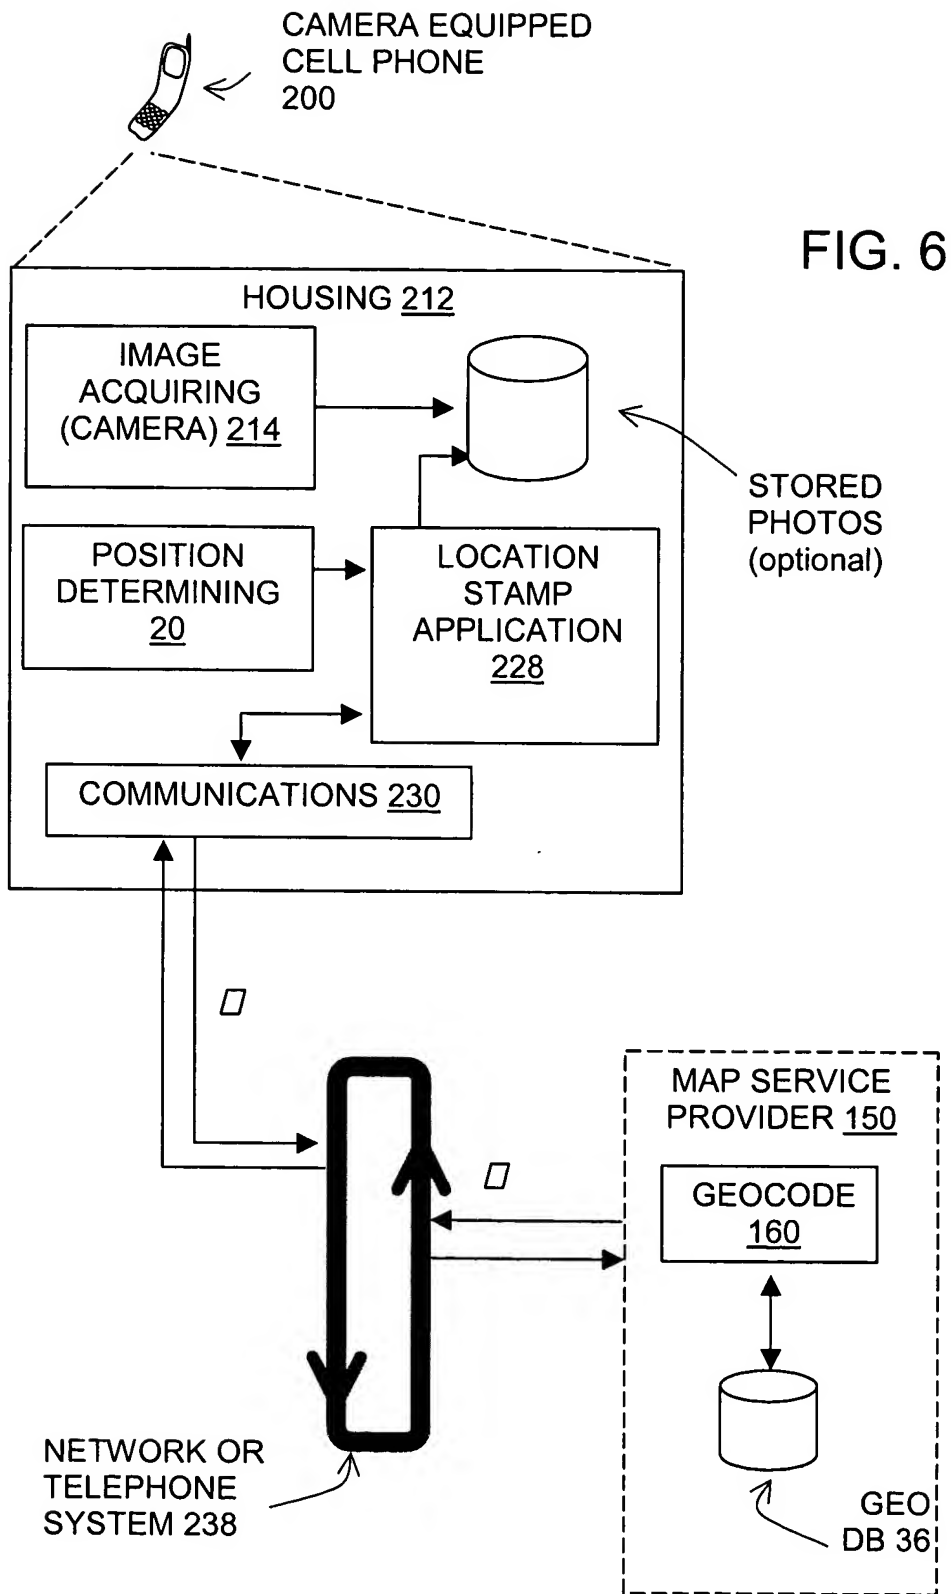 CAMERA EQUIPPED
CELL PHONE
200
FIG. 6
HOUSING 212
IMAGE
ACQUIRING
(CAMERA) 214
STORED
PHOTOS
(optional)
POSITION
DETERMINING
20
LOCATION
STAMP
APPLICATION
228
COMMUNICATIONS 230
MAP SERVICE
PROVIDER 150
GEOCODE
160
NETWORK OR
TELEPHONE
SYSTEM 238
GEO
DB 36